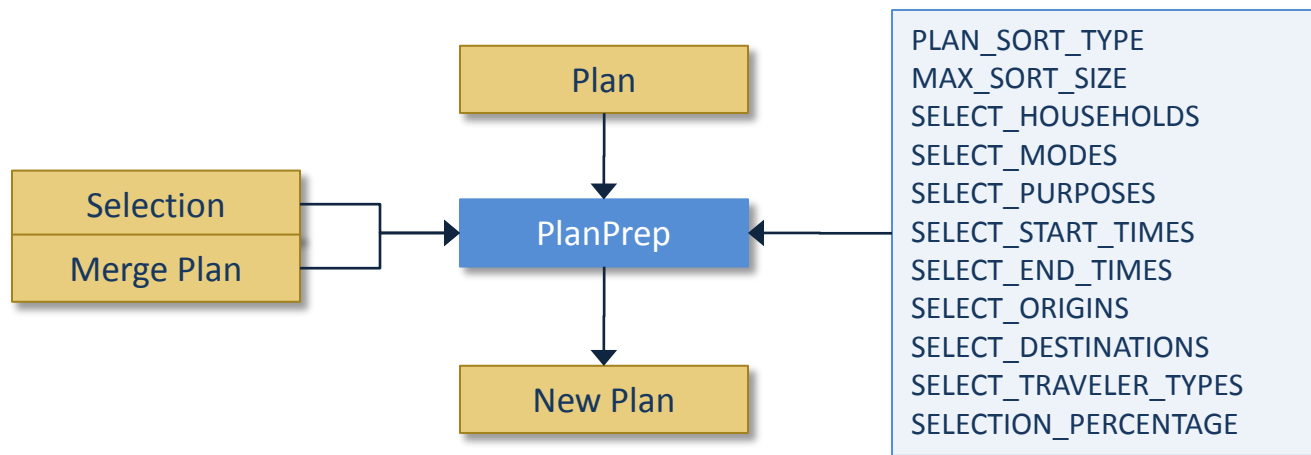 Plan
Selection
Merge Plan
PlanPrep
New Plan
PLAN_SORT_TYPE
MAX_SORT_SIZE
SELECT_HOUSEHOLDS
SELECT_MODES
SELECT_PURPOSES
SELECT_START_TIMES
SELECT_END_TIMES
SELECT_ORIGINS
SELECT_DESTINATIONS
SELECT_TRAVELER_TYPES
SELECTION_PERCENTAGE